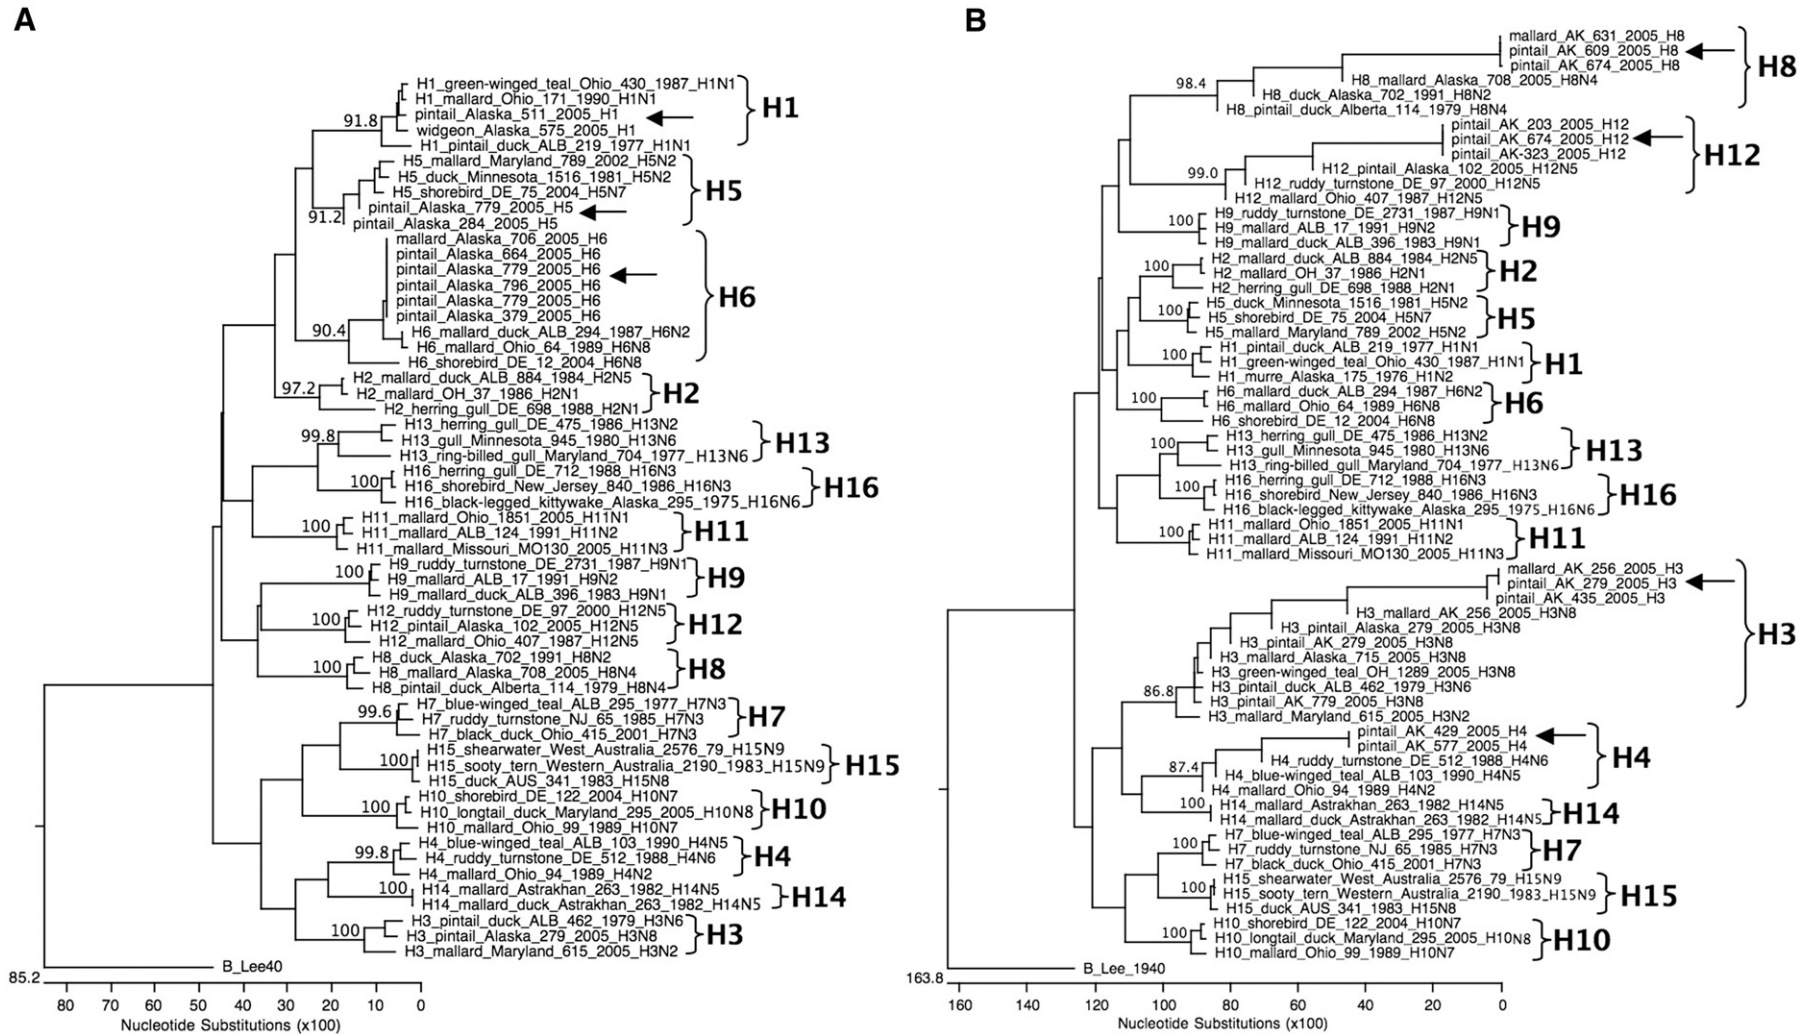 A
H1_green-winged_teal_Ohio_430_1987_H1N1
H1_mallard_Ohio_171_1990_H1N1
pintail_Alaska_511_2005_H1
widgeon_Alaska_575_2005_H1
H1_pintail_duck_ALB_219_1977_H1N1
91.8
H1
H5_mallard_Maryland_789_2002_H5N2
H5_duck_Minnesota_1516_1981_H5N2
H5_shorebird_DE_75_2004_H5N7
pintail_Alaska_779_2005_H5
pintail_Alaska_284_2005_H5
91.2
H5
mallard_Alaska_706_2005_H6
pintail_Alaska_664_2005_H6
pintail_Alaska_779_2005_H6
pintail_Alaska_796_2005_H6
pintail_Alaska_779_2005_H6
pintail_Alaska_379_2005_H6
H6_mallard_duck_ALB_294_1987_H6N2
H6_mallard_Ohio_64_1989_H6N8
H6_shorebird_DE_12_2004_H6N8
90.4
H6
H2_mallard_duck_ALB_884_1984_H2N5
H2_mallard_OH_37_1986_H2N1
H2_herring_gull_DE_698_1988_H2N1
97.2
H2
H13_herring_gull_DE_475_1986_H13N2
H13_gull_Minnesota_945_1980_H13N6
H13_ring-billed_gull_Maryland_704_1977_H13N6
99.8
H13
H16_herring_gull_DE_712_1988_H16N3
H16_shorebird_New_Jersey_840_1986_H16N3
H16_black-legged_kittywake_Alaska_295_1975_H16N6
100
H16
H11_mallard_Ohio_1851_2005_H11N1
H11_mallard_ALB_124_1991_H11N2
H11_mallard_Missouri_MO130_2005_H11N3
100
H11
H9_ruddy_turnstone_DE_2731_1987_H9N1
H9_mallard_ALB_17_1991_H9N2
H9_mallard_duck_ALB_396_1983_H9N1
100
H9
H12_ruddy_turnstone_DE_97_2000_H12N5
H12_pintail_Alaska_102_2005_H12N5
H12_mallard_Ohio_407_1987_H12N5
100
H12
H8_duck_Alaska_702_1991_H8N2
H8_mallard_Alaska_708_2005_H8N4
H8_pintail_duck_Alberta_114_1979_H8N4
100
H8
H7_blue-winged_teal_ALB_295_1977_H7N3
H7_ruddy_turnstone_NJ_65_1985_H7N3
H7_black_duck_Ohio_415_2001_H7N3
99.6
H7
H15_shearwater_West_Australia_2576_79_H15N9
H15_sooty_tern_Western_Australia_2190_1983_H15N9
H15_duck_AUS_341_1983_H15N8
100
H15
H10_shorebird_DE_122_2004_H10N7
H10_longtail_duck_Maryland_295_2005_H10N8
H10_mallard_Ohio_99_1989_H10N7
100
H10
H4_blue-winged_teal_ALB_103_1990_H4N5
H4_ruddy_turnstone_DE_512_1988_H4N6
H4_mallard_Ohio_94_1989_H4N2
99.8
H4
H14_mallard_Astrakhan_263_1982_H14N5
H14_mallard_duck_Astrakhan_263_1982_H14N5
100
H14
H3_pintail_duck_ALB_462_1979_H3N6
H3_pintail_Alaska_279_2005_H3N8
H3_mallard_Maryland_615_2005_H3N2
100
H3
B_Lee40
85.2
80 70 60 50 40 30 20 10 0
Nucleotide Substitutions (x100)
B
mallard_AK_631_2005_H8
pintail_AK_609_2005_H8
pintail_AK_674_2005_H8
H8_mallard_Alaska_708_2005_H8N4
H8_duck_Alaska_702_1991_H8N2
H8_pintail_duck_Alberta_114_1979_H8N4
98.4
H8
pintail_AK_203_2005_H12
pintail_AK_674_2005_H12
pintail_AK-323_2005_H12
H12_pintail_Alaska_102_2005_H12N5
H12_ruddy_turnstone_DE_97_2000_H12N5
H12_mallard_Ohio_407_1987_H12N5
99.0
H12
H9_ruddy_turnstone_DE_2731_1987_H9N1
H9_mallard_ALB_17_1991_H9N2
H9_mallard_duck_ALB_396_1983_H9N1
100
H9
H2_mallard_duck_ALB_884_1984_H2N5
H2_mallard_OH_37_1986_H2N1
H2_herring_gull_DE_698_1988_H2N1
100
H2
H5_duck_Minnesota_1516_1981_H5N2
H5_shorebird_DE_75_2004_H5N7
H5_mallard_Maryland_789_2002_H5N2
100
H5
H1_pintail_duck_ALB_219_1977_H1N1
H1_green-winged_teal_Ohio_430_1987_H1N1
H1_murre_Alaska_175_1976_H1N2
100
H1
H6_mallard_duck_ALB_294_1987_H6N2
H6_mallard_Ohio_64_1989_H6N8
H6_shorebird_DE_12_2004_H6N8
100
H6
H13_herring_gull_DE_475_1986_H13N2
H13_gull_Minnesota_945_1980_H13N6
H13_ring-billed_gull_Maryland_704_1977_H13N6
100
H13
H16_herring_gull_DE_712_1988_H16N3
H16_shorebird_New_Jersey_840_1986_H16N3
H16_black-legged_kittywake_Alaska_295_1975_H16N6
100
H16
H11_mallard_Ohio_1851_2005_H11N1
H11_mallard_ALB_124_1991_H11N2
H11_mallard_Missouri_MO130_2005_H11N3
100
H11
mallard_AK_256_2005_H3
pintail_AK_279_2005_H3
pintail_AK_435_2005_H3
H3_mallard_AK_256_2005_H3N8
H3_pintail_Alaska_279_2005_H3N8
H3_pintail_AK_279_2005_H3N8
H3_mallard_Alaska_715_2005_H3N8
H3_green-winged_teal_OH_1289_2005_H3N8
H3_pintail_duck_ALB_462_1979_H3N6
H3_pintail_AK_779_2005_H3N8
H3_mallard_Maryland_615_2005_H3N2
86.8
H3
pintail_AK_429_2005_H4
pintail_AK_577_2005_H4
H4_ruddy_turnstone_DE_512_1988_H4N6
H4_blue-winged_teal_ALB_103_1990_H4N5
H4_mallard_Ohio_94_1989_H4N2
87.4
H4
H14_mallard_Astrakhan_263_1982_H14N5
H14_mallard_duck_Astrakhan_263_1982_H14N5
100
H14
H7_blue-winged_teal_ALB_295_1977_H7N3
H7_ruddy_turnstone_NJ_65_1985_H7N3
H7_black_duck_Ohio_415_2001_H7N3
100
H7
H15_shearwater_West_Australia_2576_79_H15N9
H15_sooty_tern_Western_Australia_2190_1983_H15N9
H15_duck_AUS_341_1983_H15N8
100
H15
H10_shorebird_DE_122_2004_H10N7
H10_longtail_duck_Maryland_295_2005_H10N8
H10_mallard_Ohio_99_1989_H10N7
100
H10
B_Lee_1940
163.8
160 140 120 100 80 60 40 20 0
Nucleotide Substitutions (x100)